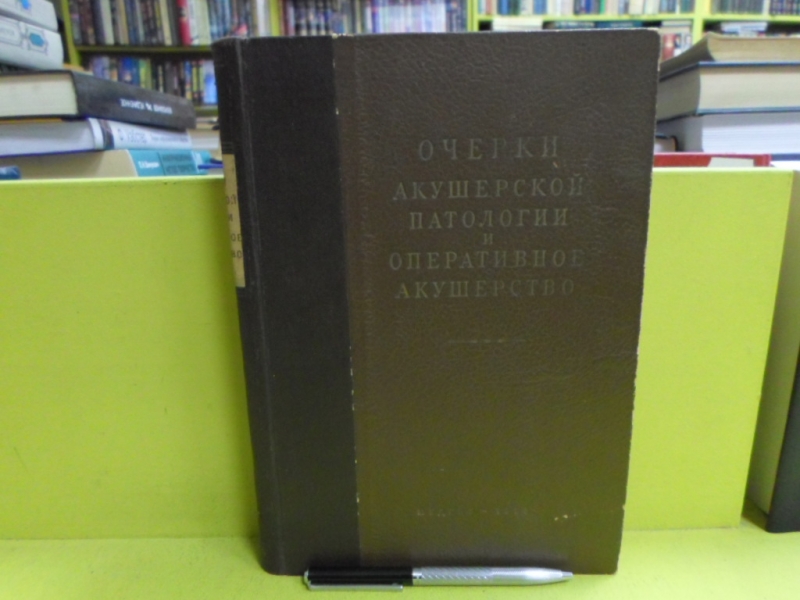 ОЧЕРКИ
АКУШЕРСКОЙ
ПАТОЛОГИИ
И
ОПЕРАТИВНОЕ
АКУШЕРСТВО